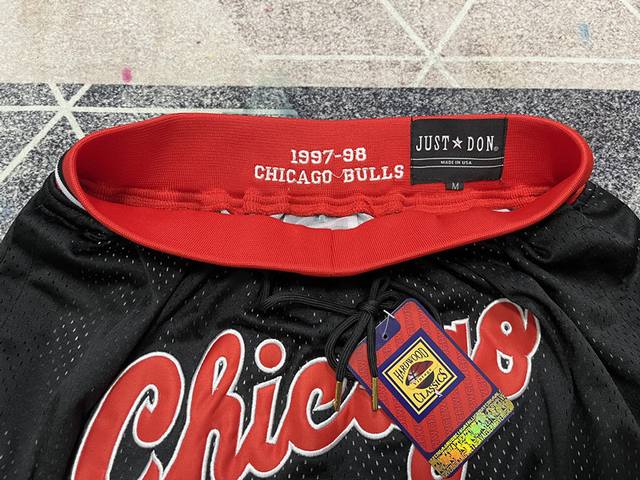 1997-98
CHICAGO BULLS
JUST★DON®
MADE IN USA
M
Chicago
HARDWOOD
CLASSICS